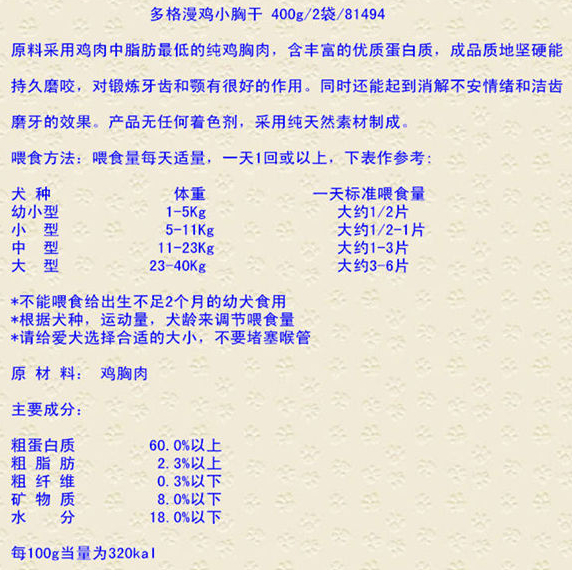 多格漫鸡小胸干 400g/2袋/81494
原料采用鸡肉中脂肪最低的纯鸡胸肉，含丰富的优质蛋白质，成品质地坚硬能
持久磨咬，对锻炼牙齿和颚有很好的作用。同时还能起到消解不安情绪和洁齿
磨牙的效果。产品无任何着色剂，采用纯天然素材制成。
喂食方法：喂食量每天适量，一天1回或以上，下表作参考：
犬 种 体重 一天标准喂食量
幼小型 1-5Kg 大约1/2片
小 型 5-11Kg 大约1/2-1片
中 型 11-23Kg 大约1-3片
大 型 23-40Kg 大约3-6片
*不能喂食给出生不足2个月的幼犬食用
*根据犬种，运动量，犬龄来调节喂食量
*请给爱犬选择合适的大小，不要堵塞喉管
原 材 料： 鸡胸肉
主要成分：
粗蛋白质 60.0%以上
粗 脂 肪 2.3%以上
粗 纤 维 0.3%以下
矿 物 质 8.0%以下
水 分 18.0%以下
每100g当量为320kal